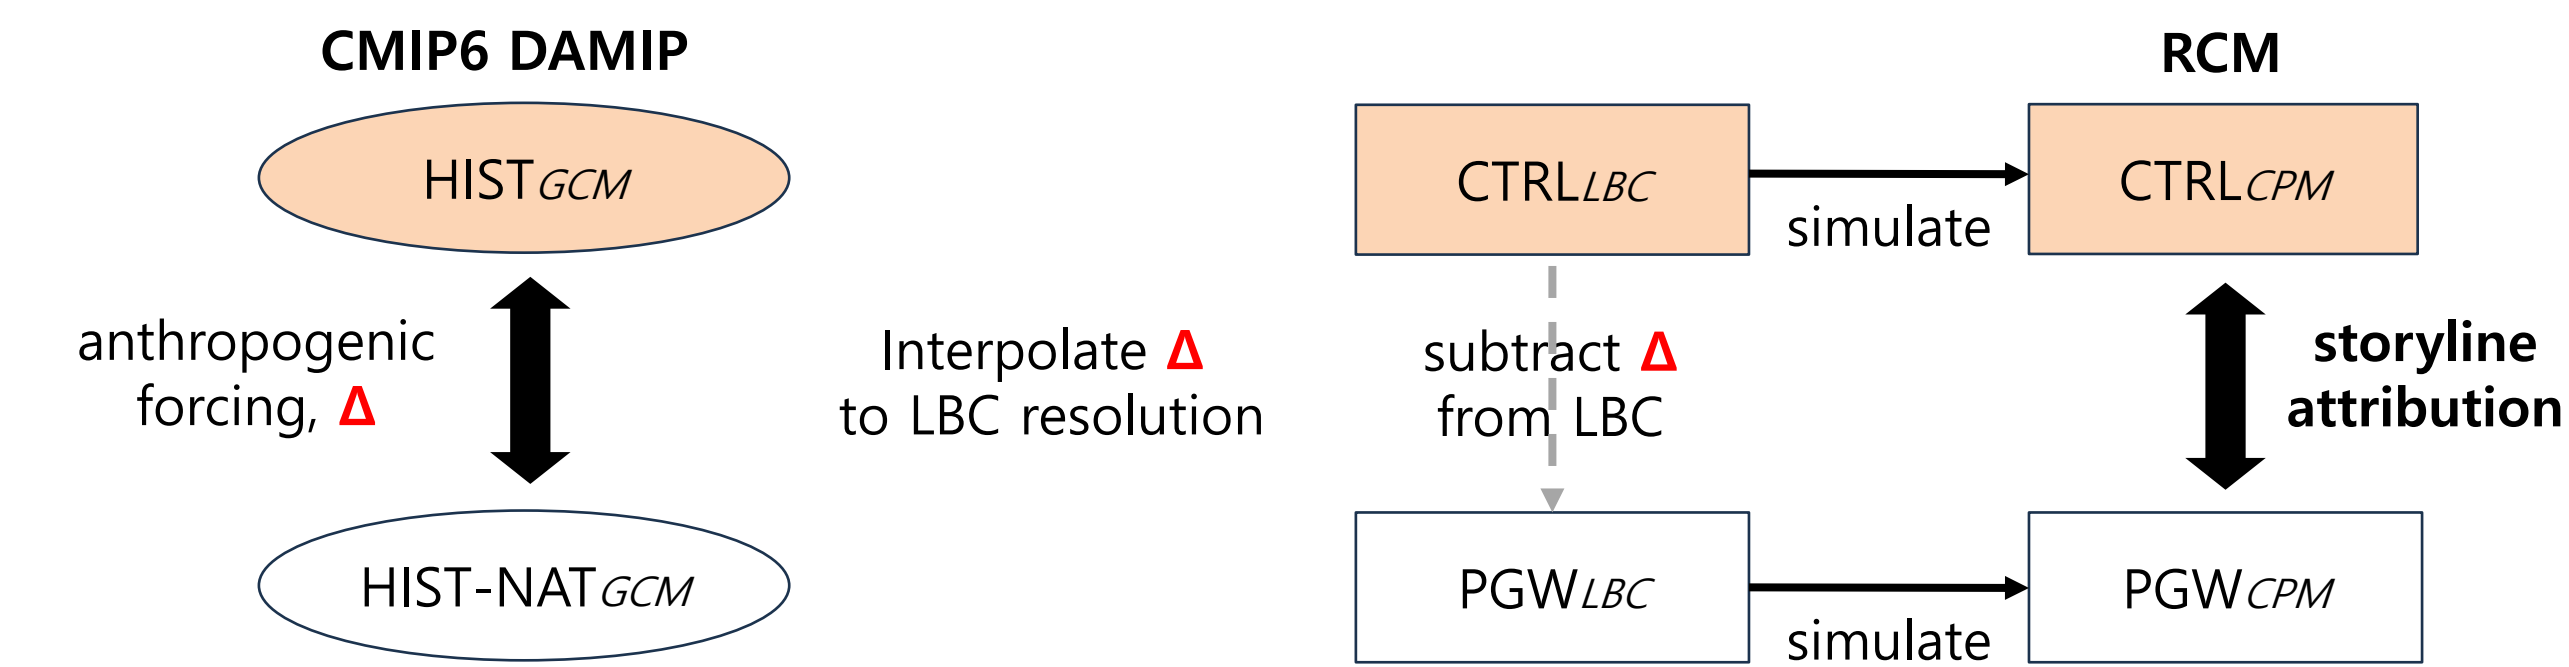 CMIP6 DAMIP
HISTGCM
anthropogenic
forcing, Δ
HIST-NATGCM
Interpolate Δ
to LBC resolution
RCM
CTRLLBC
simulate
CTRLCPM
subtract Δ
from LBC
storyline
attribution
PGWLBC
simulate
PGWCPM